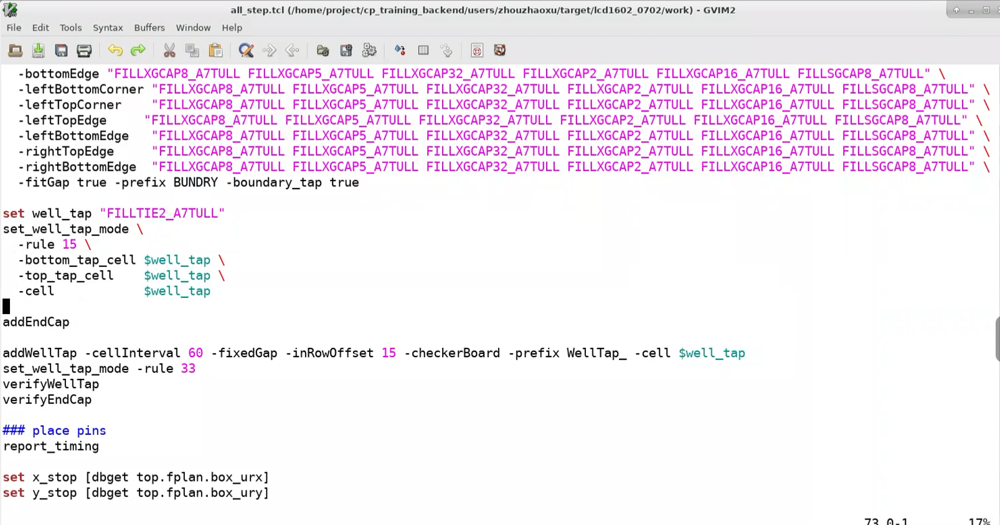 all_step.tcl (/home/project/cp_training_backend/users/zhouzhaoxu/target/lcd1602_0702/work) - GVIM2
File Edit Tools Syntax Buffers Window Help
-bottomEdge "FILLXGCAP8_A7TULL FILLXGCAP5_A7TULL FILLXGCAP32_A7TULL FILLXGCAP2_A7TULL FILLXGCAP16_A7TULL FILLSGCAP8_A7TULL" \
-leftBottomCorner "FILLXGCAP8_A7TULL FILLXGCAP5_A7TULL FILLXGCAP32_A7TULL FILLXGCAP2_A7TULL FILLXGCAP16_A7TULL FILLSGCAP8_A7TULL" \
-leftTopCorner "FILLXGCAP8_A7TULL FILLXGCAP5_A7TULL FILLXGCAP32_A7TULL FILLXGCAP2_A7TULL FILLXGCAP16_A7TULL FILLSGCAP8_A7TULL" \
-leftTopEdge "FILLXGCAP8_A7TULL FILLXGCAP5_A7TULL FILLXGCAP32_A7TULL FILLXGCAP2_A7TULL FILLXGCAP16_A7TULL FILLSGCAP8_A7TULL" \
-leftBottomEdge "FILLXGCAP8_A7TULL FILLXGCAP5_A7TULL FILLXGCAP32_A7TULL FILLXGCAP2_A7TULL FILLXGCAP16_A7TULL FILLSGCAP8_A7TULL" \
-rightTopEdge "FILLXGCAP8_A7TULL FILLXGCAP5_A7TULL FILLXGCAP32_A7TULL FILLXGCAP2_A7TULL FILLXGCAP16_A7TULL FILLSGCAP8_A7TULL" \
-rightBottomEdge "FILLXGCAP8_A7TULL FILLXGCAP5_A7TULL FILLXGCAP32_A7TULL FILLXGCAP2_A7TULL FILLXGCAP16_A7TULL FILLSGCAP8_A7TULL" \
-fitGap true -prefix BUNDRY -boundary_tap true
set well_tap "FILLTIE2_A7TULL"
set_well_tap_mode \
-rule 15 \
-bottom_tap_cell $well_tap \
-top_tap_cell $well_tap \
-cell $well_tap
addEndCap
addWellTap -cellInterval 60 -fixedGap -inRowOffset 15 -checkerBoard -prefix WellTap_ -cell $well_tap
set_well_tap_mode -rule 33
verifyWellTap
verifyEndCap
### place pins
report_timing
set x_stop [dbget top.fplan.box_urx]
set y_stop [dbget top.fplan.box_ury]
73,0-1 17%